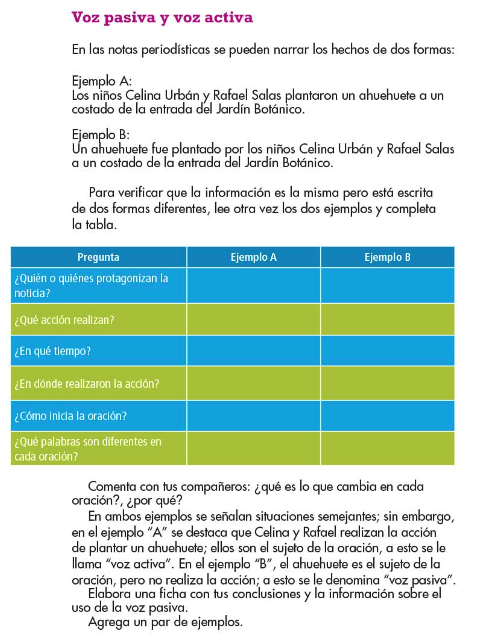 Voz pasiva y voz activa
En las notas periodísticas se pueden narrar los hechos de dos formas:
Ejemplo A:
Los niños Celina Urbán y Rafael Salas plantaron un ahuehuete a un
costado de la entrada del Jardín Botánico.
Ejemplo B:
Un ahuehuete fue plantado por los niños Celina Urbán y Rafael Salas
a un costado de la entrada del Jardín Botánico.
Para verificar que la información es la misma pero está escrita
de dos formas diferentes, lee otra vez los dos ejemplos y completa
la tabla.
Pregunta Ejemplo A Ejemplo B
¿Quién o quiénes protagonizan la
noticia?
¿Qué acción realizan?
¿En qué tiempo?
¿En dónde realizaron la acción?
¿Cómo inicia la oración?
¿Qué palabras son diferentes en
cada oración?
Comenta con tus compañeros: ¿qué es lo que cambia en cada
oración?, ¿por qué?
En ambos ejemplos se señalan situaciones semejantes; sin embargo,
en el ejemplo “A” se destaca que Celina y Rafael realizan la acción
de plantar un ahuehuete; ellos son el sujeto de la oración, a esto se le
llama “voz activa”. En el ejemplo “B”, el ahuehuete es el sujeto de la
oración, pero no realiza la acción; a esto se le denomina “voz pasiva”.
Elabora una ficha con tus conclusiones y la información sobre el
uso de la voz pasiva.
Agrega un par de ejemplos.